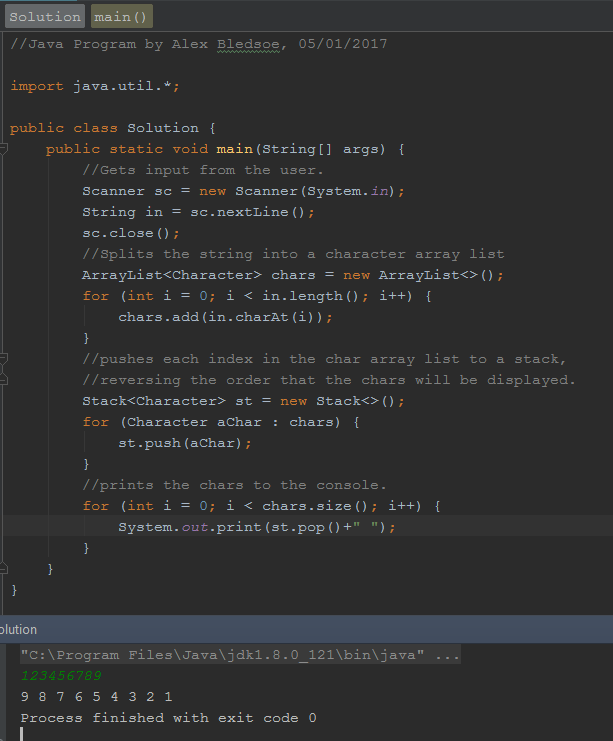 Solution main()
//Java Program by Alex Bledsoe, 05/01/2017
import java.util.*;
public class Solution {
    public static void main(String[] args) {
        //Gets input from the user.
        Scanner sc = new Scanner(System.in);
        String in = sc.nextLine();
        sc.close();
        //Splits the string into a character array list
        ArrayList<Character> chars = new ArrayList<>();
        for (int i = 0; i < in.length(); i++) {
            chars.add(in.charAt(i));
        }
        //pushes each index in the char array list to a stack,
        //reversing the order that the chars will be displayed.
        Stack<Character> st = new Stack<>();
        for (Character aChar : chars) {
            st.push(aChar);
        }
        //prints the chars to the console.
        for (int i = 0; i < chars.size(); i++) {
            System.out.print(st.pop()+" ");
        }
    }
}
olution
"C:\Program Files\Java\jdk1.8.0_121\bin\java" ...
123456789
9 8 7 6 5 4 3 2 1
Process finished with exit code 0